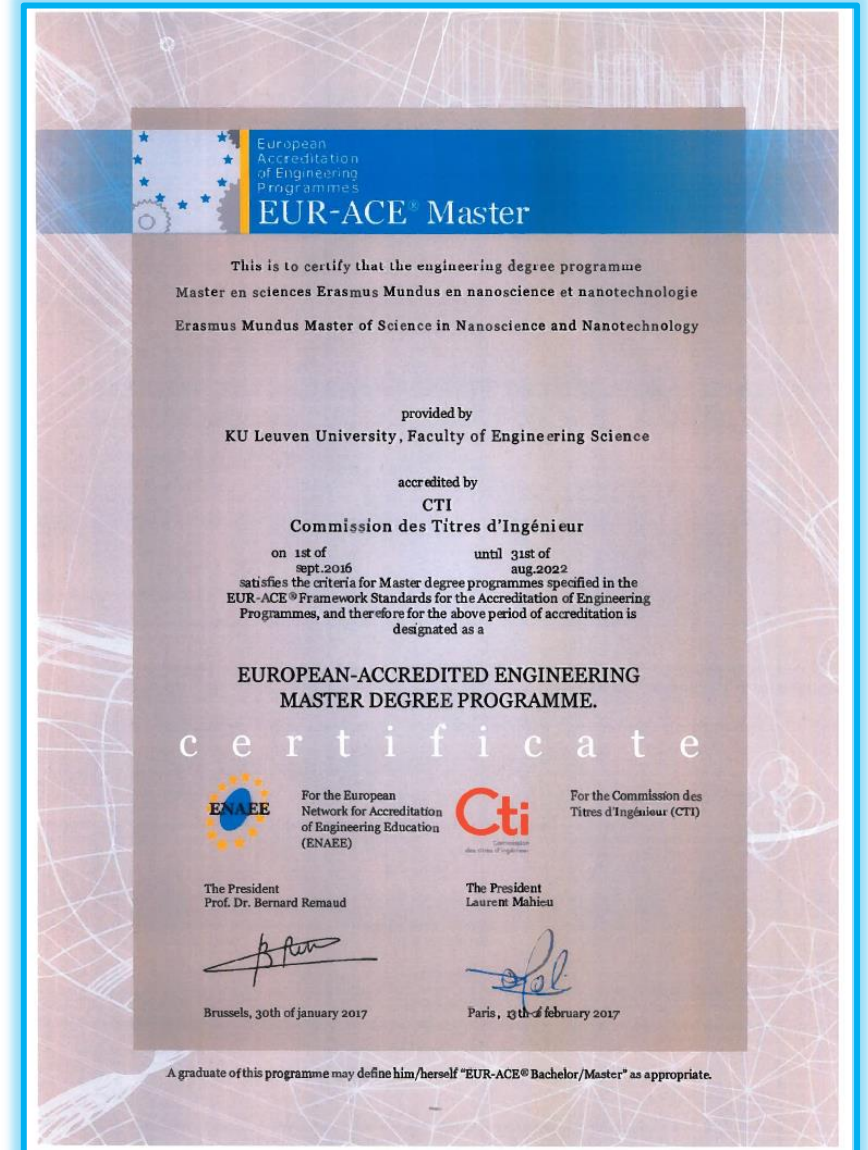 European
Accreditation
of Engineering
Programmes
EUR-ACE® Master
This is to certify that the engineering degree programme
Master en sciences Erasmus Mundus en nanoscience et nanotechnologie
Erasmus Mundus Master of Science in Nanoscience and Nanotechnology
provided by
KU Leuven University, Faculty of Engineering Science
accredited by
CTI
Commission des Titres d'Ingénieur
on 1st of sept.2016 until 31st of aug.2022
satisfies the criteria for Master degree programmes specified in the
EUR-ACE® Framework Standards for the Accreditation of Engineering
Programmes, and therefore for the above period of accreditation is
designated as a
EUROPEAN-ACCREDITED ENGINEERING
MASTER DEGREE PROGRAMME.
certificate
ENAEE
For the European
Network for Accreditation
of Engineering Education
(ENAEE)
Cti
Commission
des titres d'ingénieur
For the Commission des
Titres d'Ingénieur (CTI)
The President
Prof. Dr. Bernard Remaud
The President
Laurent Mahieu
Brussels, 30th of january 2017
Paris, 13th of february 2017
A graduate of this programme may define him/herself "EUR-ACE® Bachelor/Master" as appropriate.